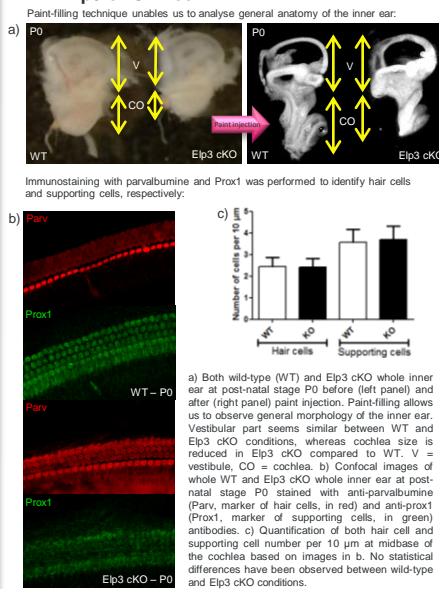 Paint-filling technique unables us to analyse general anatomy of the inner ear:
a)
P0
V
CO
WT
Elp3 cKO
Paint injection
P0
V
CO
WT
Elp3 cKO
Immunostaining with parvalbumine and Prox1 was performed to identify hair cells
and supporting cells, respectively:
b)
Parv
Prox1
WT – P0
Parv
Prox1
Elp3 cKO – P0
c)
Number of cells per 10 µm
5
4
3
2
1
0
WT
KO
WT
KO
Hair cells
Supporting cells
a) Both wild-type (WT) and Elp3 cKO whole inner
ear at post-natal stage P0 before (left panel) and
after (right panel) paint injection. Paint-filling allows
us to observe general morphology of the inner ear.
Vestibular part seems similar between WT and
Elp3 cKO conditions, whereas cochlea size is
reduced in Elp3 cKO compared to WT. V =
vestibule, CO = cochlea. b) Confocal images of
whole WT and Elp3 cKO whole inner ear at post-
natal stage P0 stained with anti-parvalbumine
(Parv, marker of hair cells, in red) and anti-prox1
(Prox1, marker of supporting cells, in green)
antibodies. c) Quantification of both hair cell and
supporting cell number per 10 µm at midbase of
the cochlea based on images in b. No statistical
differences have been observed between wild-type
and Elp3 cKO conditions.